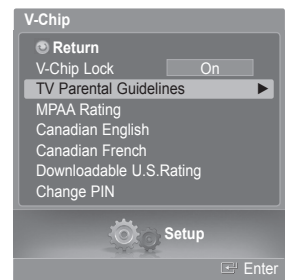 V-Chip
Return
V-Chip Lock On
TV Parental Guidelines
MPAA Rating
Canadian English
Canadian French
Downloadable U.S.Rating
Change PIN
Setup
Enter